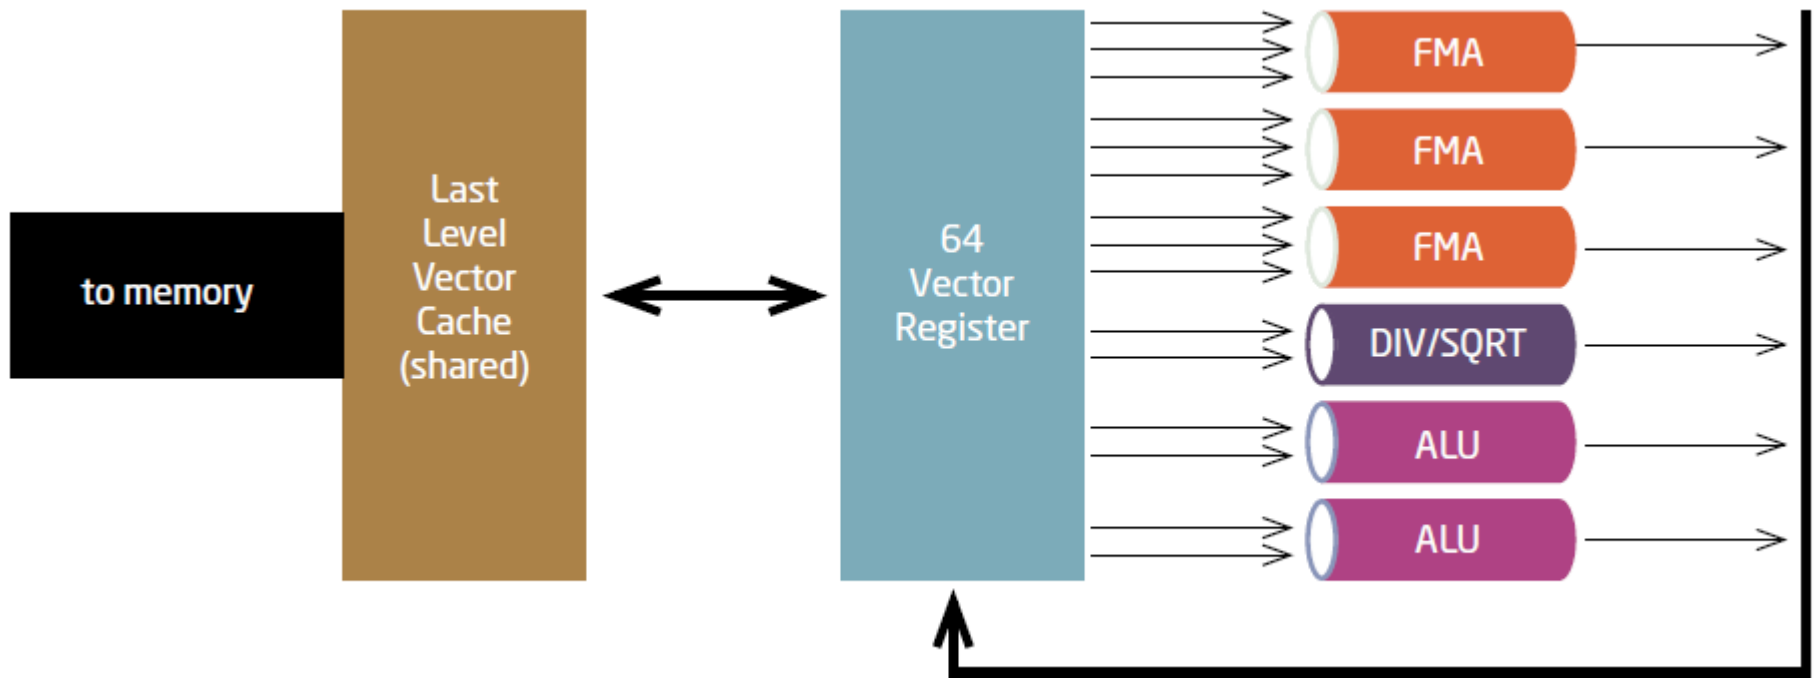 to memory
Last
Level
Vector
Cache
(shared)
64
Vector
Register
FMA
FMA
FMA
DIV/SQRT
ALU
ALU